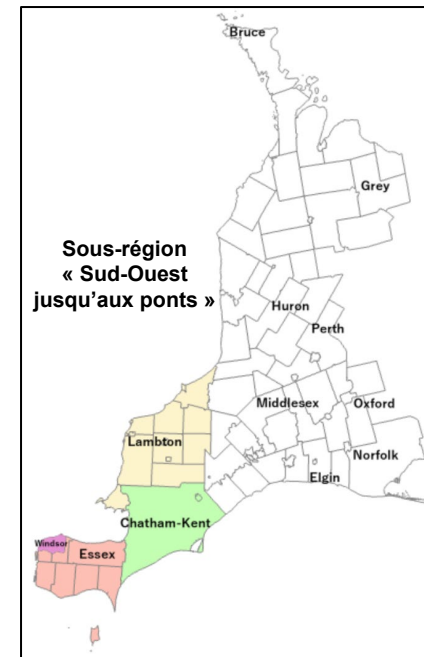 Bruce
Grey
Sous-région
« Sud-Ouest
jusqu'aux ponts »
Huron
Perth
Middlesex
Oxford
Lambton
Norfolk
Elgin
Chatham-Kent
Windsor
Essex